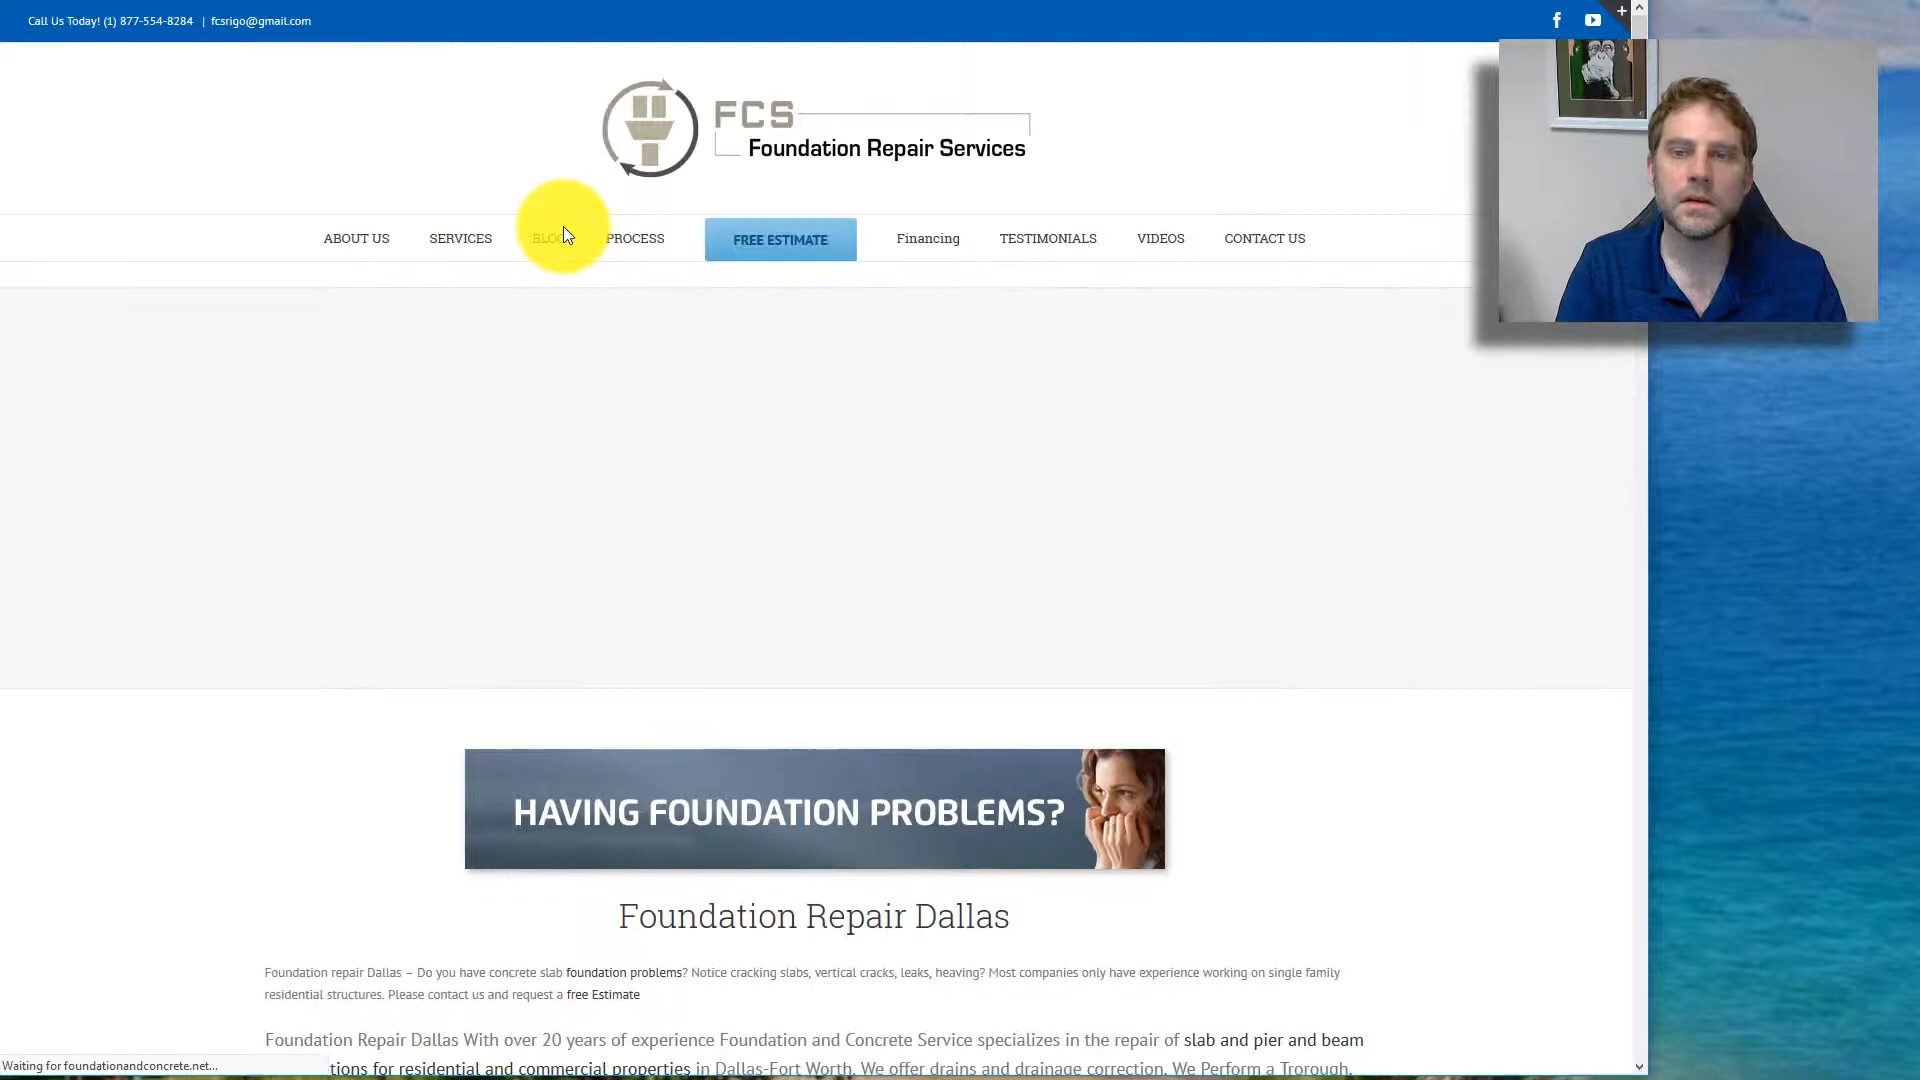 Call Us Today! (1) 877-554-8284 | fcsrigo@gmail.com
FCS
Foundation Repair Services
ABOUT US SERVICES BLOG PROCESS FREE ESTIMATE Financing TESTIMONIALS VIDEOS CONTACT US
HAVING FOUNDATION PROBLEMS?
Foundation Repair Dallas
Foundation repair Dallas – Do you have concrete slab foundation problems? Notice cracking slabs, vertical cracks, leaks, heaving? Most companies only have experience working on single family
residential structures. Please contact us and request a free Estimate
Foundation Repair Dallas With over 20 years of experience Foundation and Concrete Service specializes in the repair of slab and pier and beam
tions for residential and commercial properties in Dallas-Fort Worth. We offer drains and drainage correction. We Perform a Trorough,
Waiting for foundationandconcrete.net...